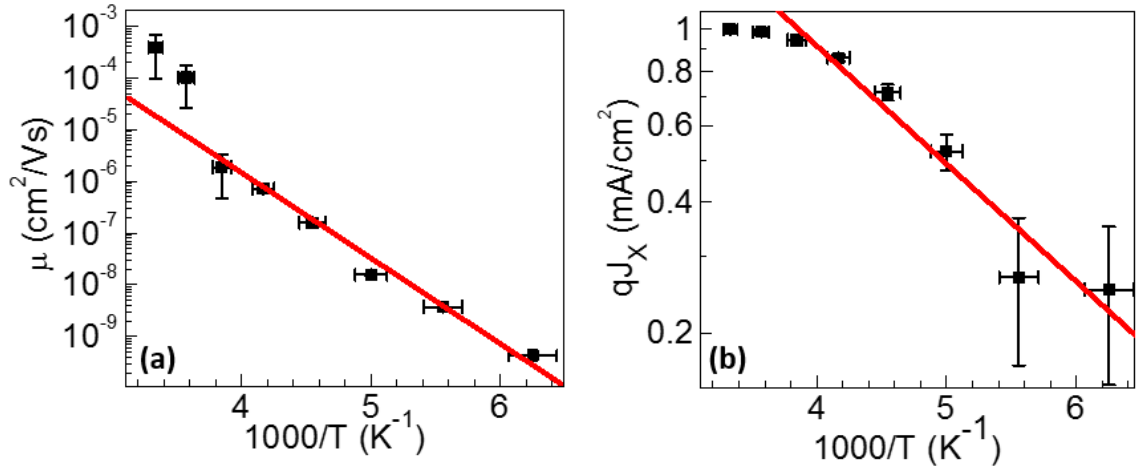 10⁻³
10⁻⁴
10⁻⁵
10⁻⁶
10⁻⁷
10⁻⁸
10⁻⁹
μ (cm²/Vs)
(a)
4 5 6
1000/T (K⁻¹)
1
0.8
0.6
0.4
0.2
qJ_X (mA/cm²)
(b)
4 5 6
1000/T (K⁻¹)